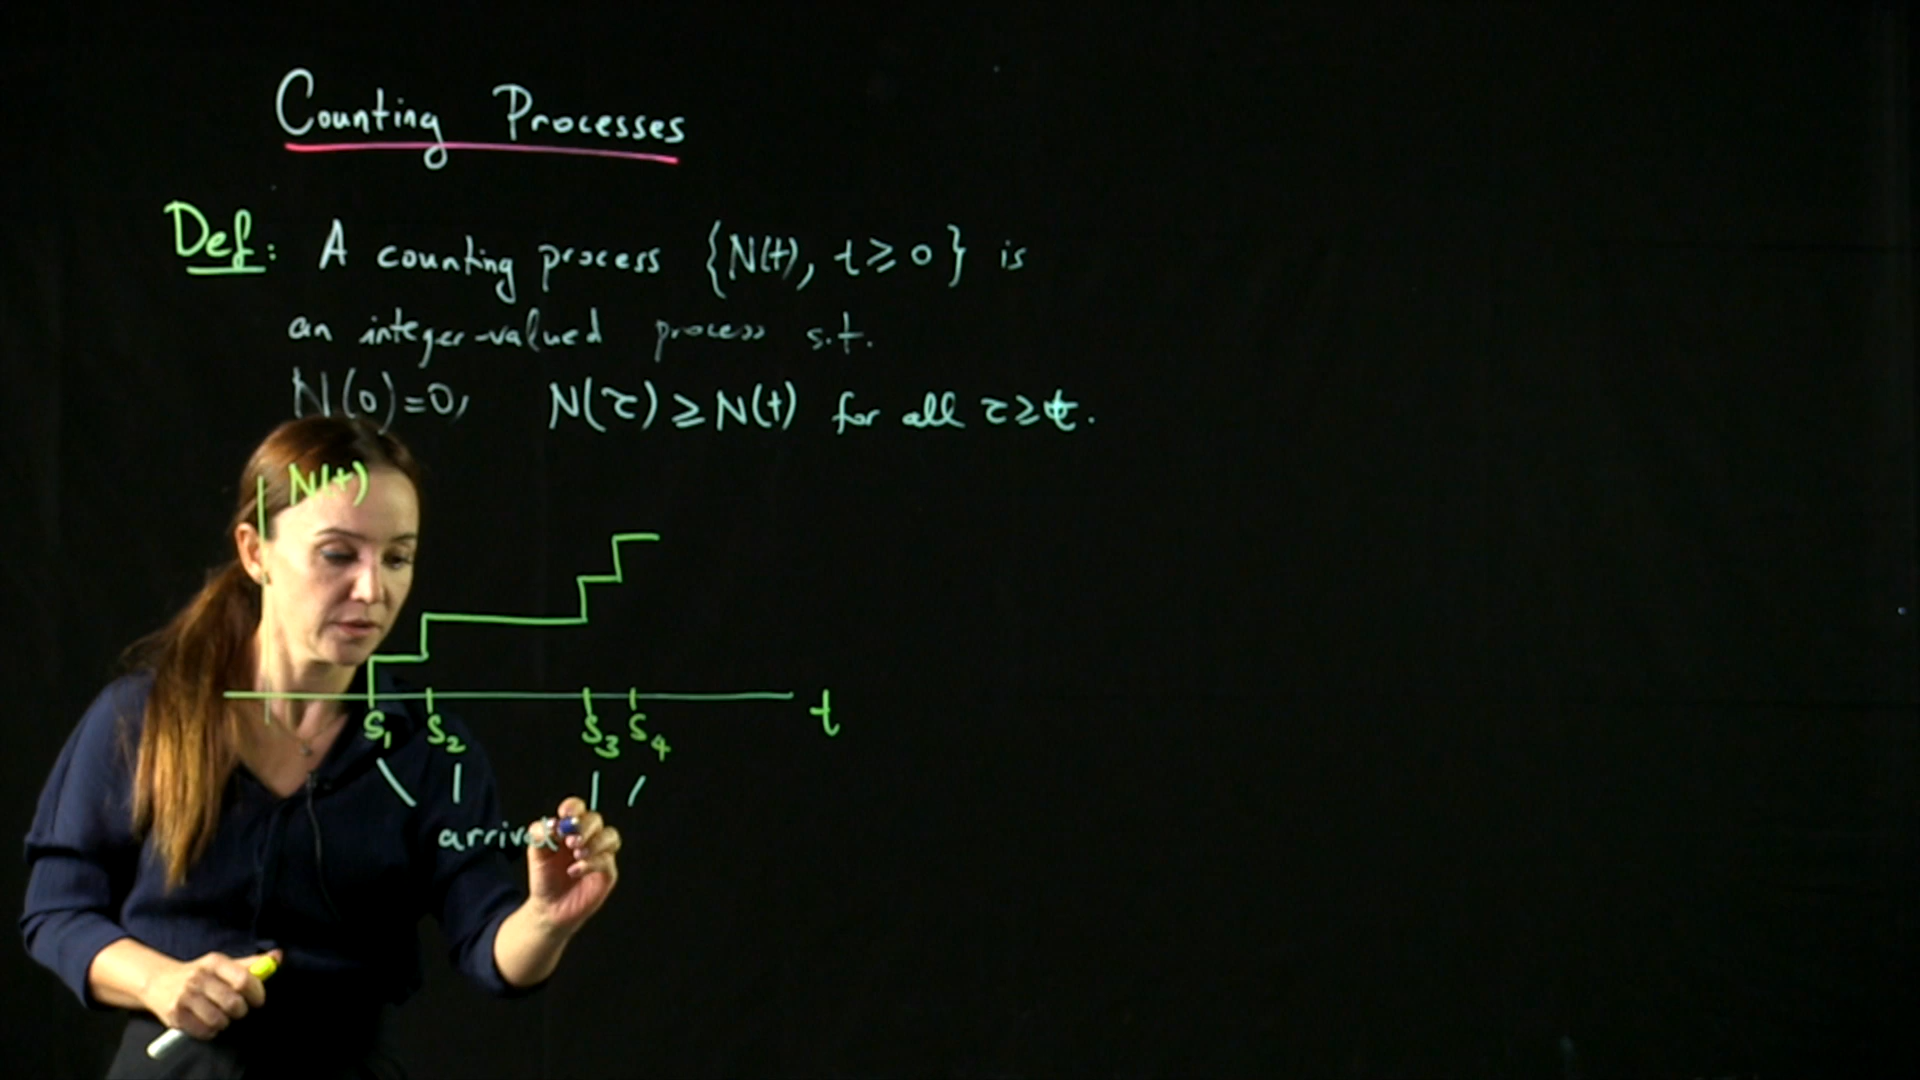 Counting Processes
Def: A counting process {N(t), t ≥ 0} is
an integer-valued process s.t.
N(0)=0, N(τ) ≥ N(t) for all τ ≥ t.
N(t)
t
S₁ S₂ S₃ S₄